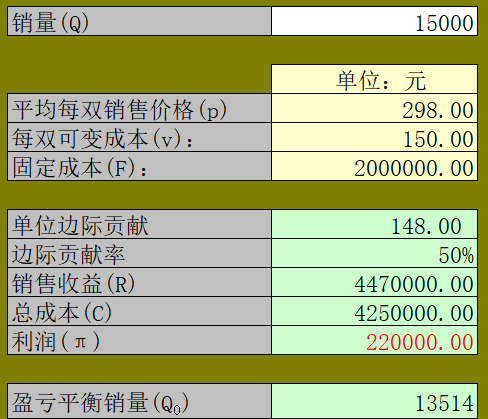 销量(Q) 15000
单位：元
平均每双销售价格(p) 298.00
每双可变成本(v): 150.00
固定成本(F): 2000000.00
单位边际贡献 148.00
边际贡献率 50%
销售收益(R) 4470000.00
总成本(C) 4250000.00
利润(π) 220000.00
盈亏平衡销量(Q₀) 13514